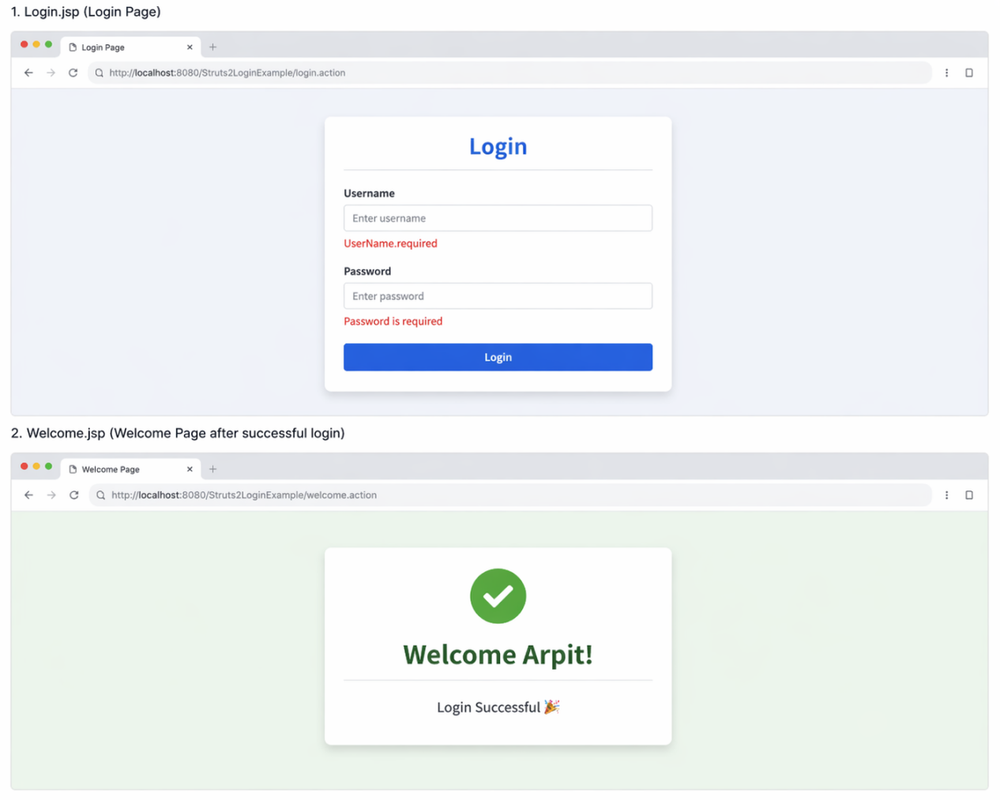 1. Login.jsp (Login Page)
Login Page
http://localhost:8080/Struts2LoginExample/login.action
Login
Username
Enter username
UserName.required
Password
Enter password
Password is required
Login
2. Welcome.jsp (Welcome Page after successful login)
Welcome Page
http://localhost:8080/Struts2LoginExample/welcome.action
Welcome Arpit!
Login Successful 🎉